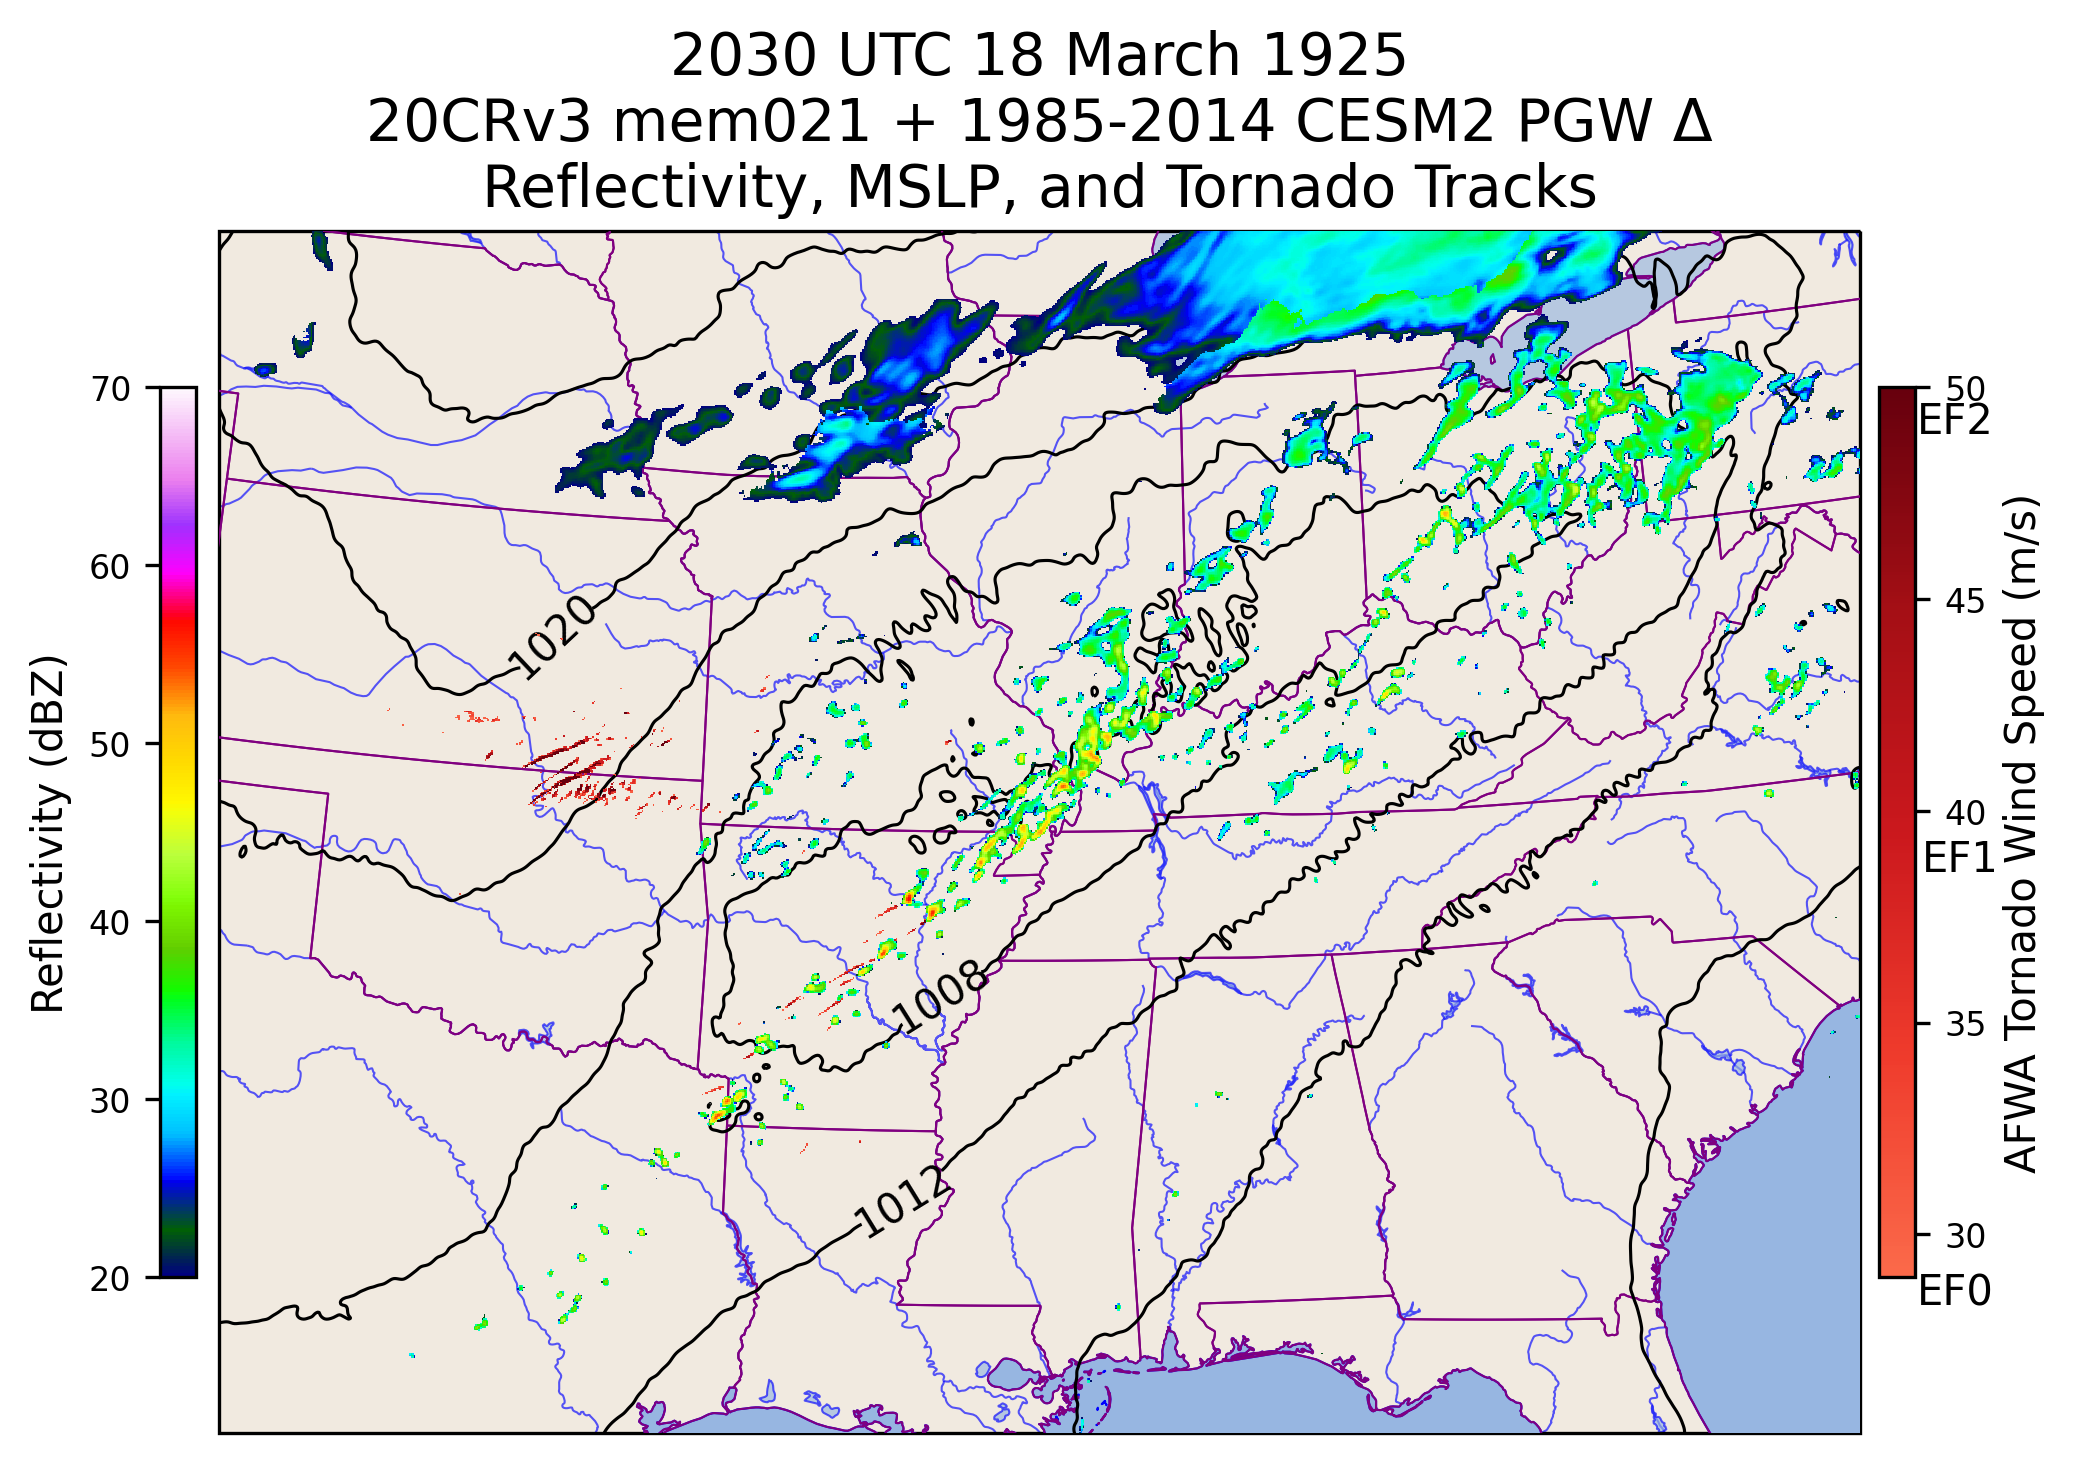 2030 UTC 18 March 1925
20CRv3 mem021 + 1985-2014 CESM2 PGW Δ
Reflectivity, MSLP, and Tornado Tracks
70
60
50
40
30
20
Reflectivity (dBZ)
1020
1008
1012
50
EF2
45
40
EF1
35
30
EF0
AFWA Tornado Wind Speed (m/s)